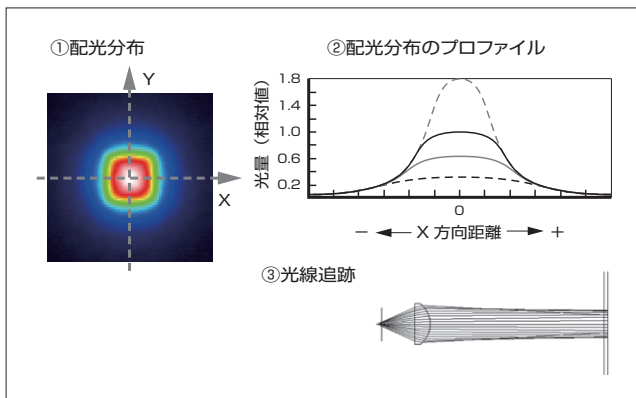 ①配光分布
Y
X
②配光分布のプロファイル
光量（相対値）
1.8
1.0
0.6
0.2
0
－ X 方向距離 ＋
③光線追跡